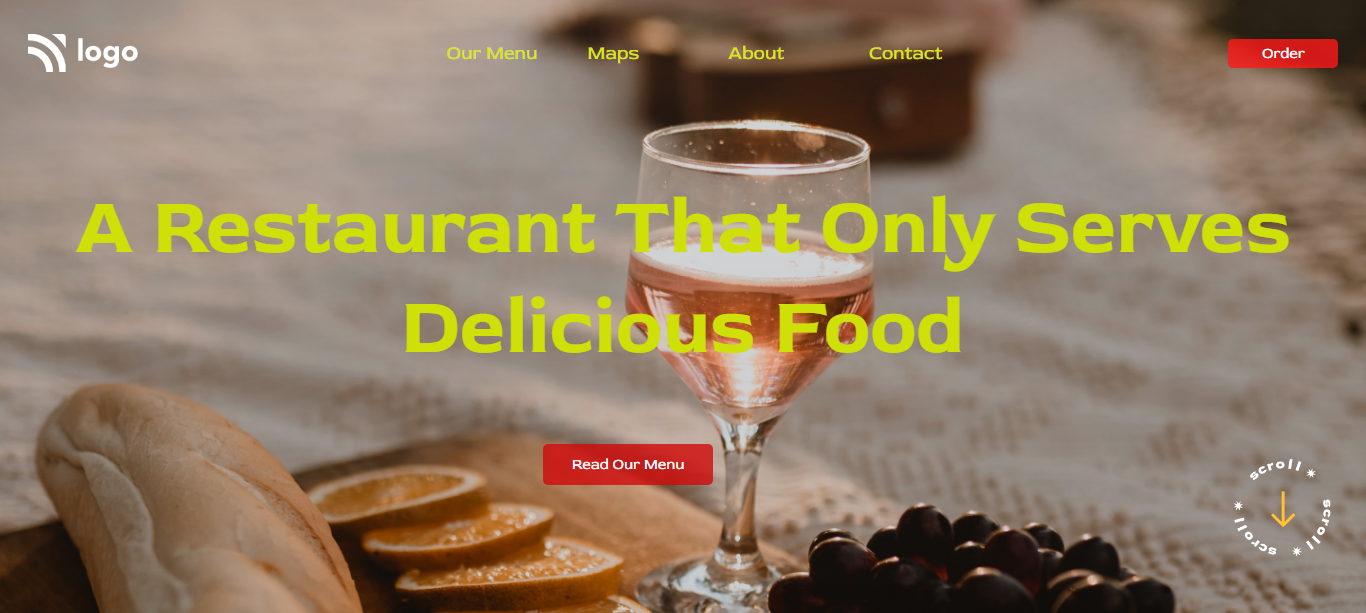 logo
Our Menu Maps About Contact
Order
A Restaurant That Only Serves
Delicious Food
Read Our Menu
scroll * scroll * scroll *